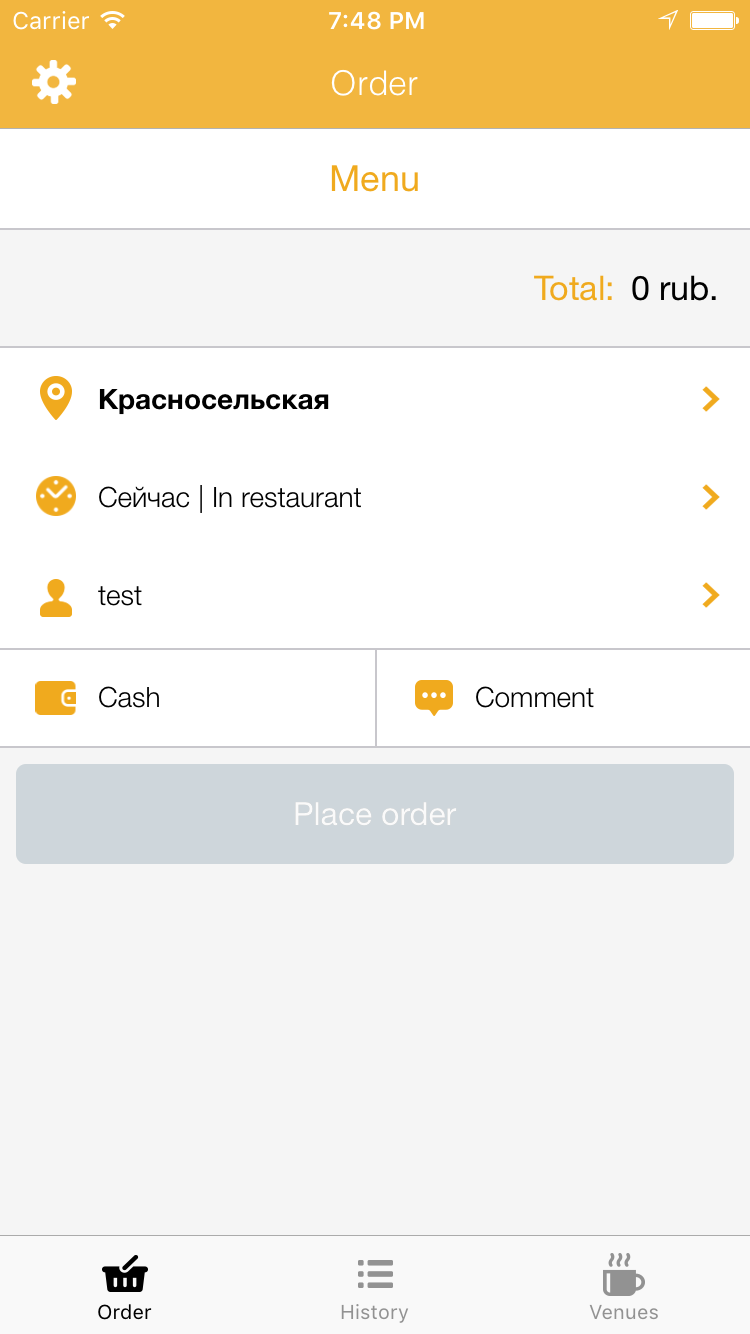 Carrier 7:48 PM
Order
Menu
Total: 0 rub.
Красносельская
Сейчас | In restaurant
test
Cash Comment
Place order
Order History Venues